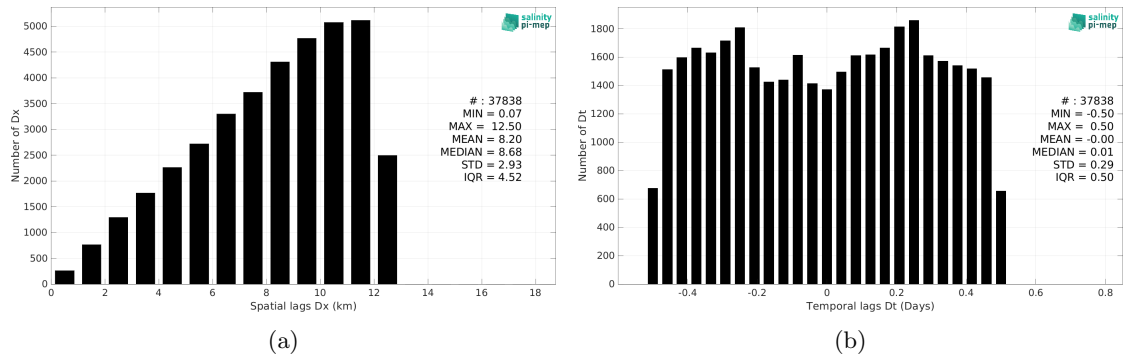 salinity
pi-mep
5000
4500
4000
3500
3000
2500
2000
1500
1000
500
0
Number of Dx
# : 37838
MIN = 0.07
MAX = 12.50
MEAN = 8.20
MEDIAN = 8.68
STD = 2.93
IQR = 4.52
0 2 4 6 8 10 12 14 16 18
Spatial lags Dx (km)
(a)
salinity
pi-mep
1800
1600
1400
1200
1000
800
600
400
200
0
Number of Dt
# : 37838
MIN = -0.50
MAX = 0.50
MEAN = -0.00
MEDIAN = 0.01
STD = 0.29
IQR = 0.50
-0.4 -0.2 0 0.2 0.4 0.6 0.8
Temporal lags Dt (Days)
(b)